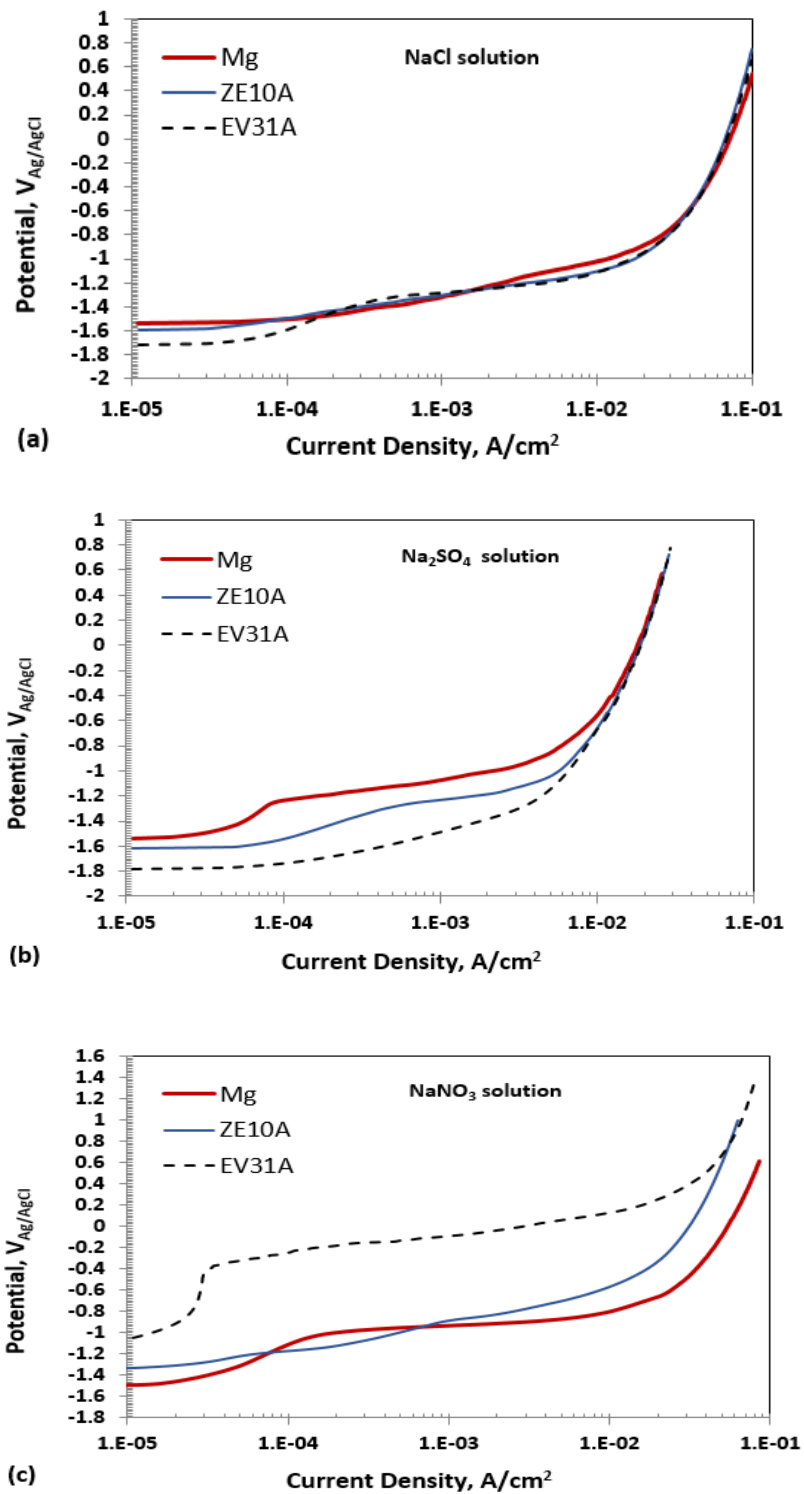 1
0.8
0.6
0.4
0.2
0
-0.2
-0.4
-0.6
-0.8
-1
-1.2
-1.4
-1.6
-1.8
-2
Potential, VAg/AgCl
Mg
ZE10A
EV31A
NaCl solution
1.E-05 1.E-04 1.E-03 1.E-02 1.E-01
(a)
Current Density, A/cm²
1
0.8
0.6
0.4
0.2
0
-0.2
-0.4
-0.6
-0.8
-1
-1.2
-1.4
-1.6
-1.8
-2
Potential, VAg/AgCl
Mg
ZE10A
EV31A
Na₂SO₄ solution
1.E-05 1.E-04 1.E-03 1.E-02 1.E-01
(b)
Current Density, A/cm²
1.6
1.4
1.2
1
0.8
0.6
0.4
0.2
0
-0.2
-0.4
-0.6
-0.8
-1
-1.2
-1.4
-1.6
-1.8
Potential, VAg/AgCl
Mg
ZE10A
EV31A
NaNO₃ solution
1.E-05 1.E-04 1.E-03 1.E-02 1.E-01
(c)
Current Density, A/cm²